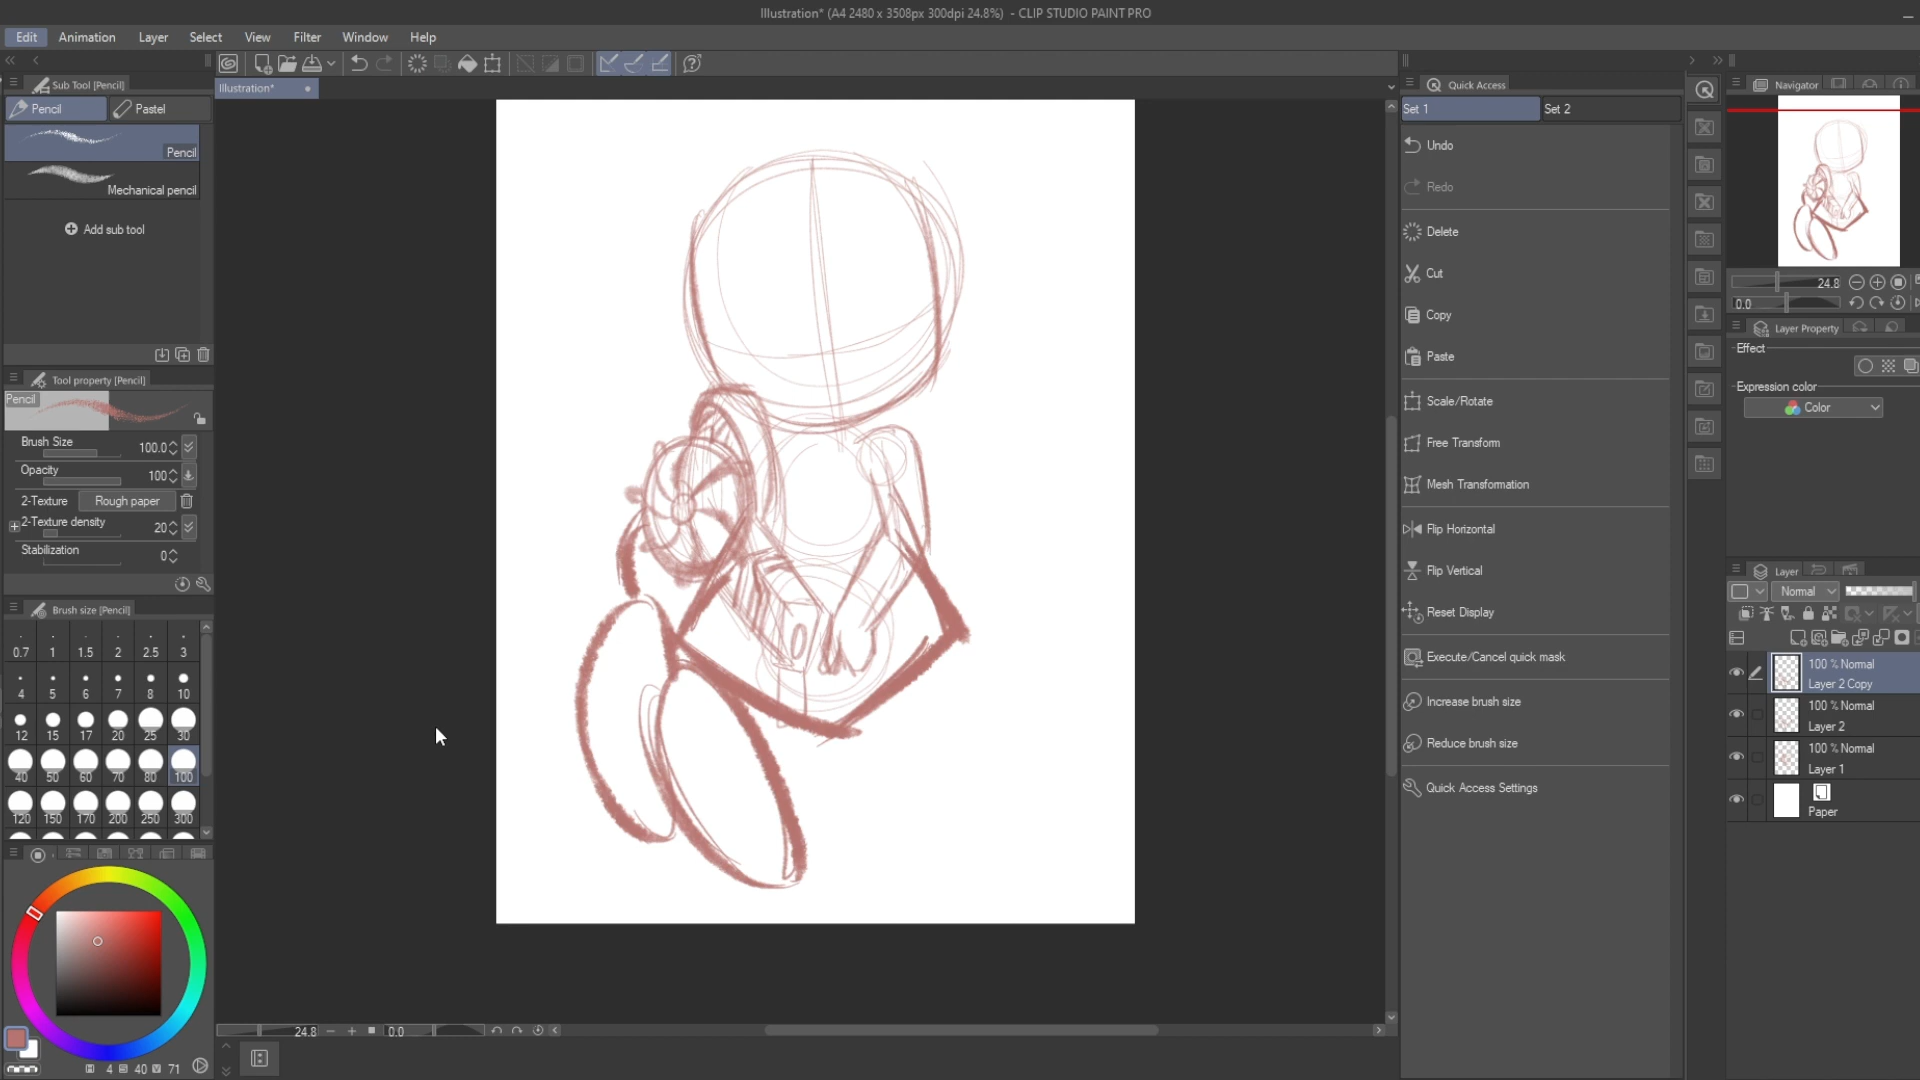 Illustration* (A4 2480 x 3508px 300dpi 24.8%) - CLIP STUDIO PAINT PRO
Edit Animation Layer Select View Filter Window Help
Sub Tool [Pencil]
Pencil Pastel
Pencil
Mechanical pencil
Add sub tool
Tool property [Pencil]
Pencil
Brush Size 100.0
Opacity 100
2-Texture Rough paper
2-Texture density 20
Stabilization 0
Brush size [Pencil]
0.7 1 1.5 2 2.5 3
4 5 6 7 8 10
12 15 17 20 25 30
40 50 60 70 80 100
120 150 170 200 250 300
4 40 71
Illustration*
24.8 0.0
Quick Access
Set 1 Set 2
Undo
Redo
Delete
Cut
Copy
Paste
Scale/Rotate
Free Transform
Mesh Transformation
Flip Horizontal
Flip Vertical
Reset Display
Execute/Cancel quick mask
Increase brush size
Reduce brush size
Quick Access Settings
Navigator
24.8
0.0
Layer Property
Effect
Expression color
Color
Layer
Normal
100 % Normal
Layer 2 Copy
100 % Normal
Layer 2
100 % Normal
Layer 1
Paper